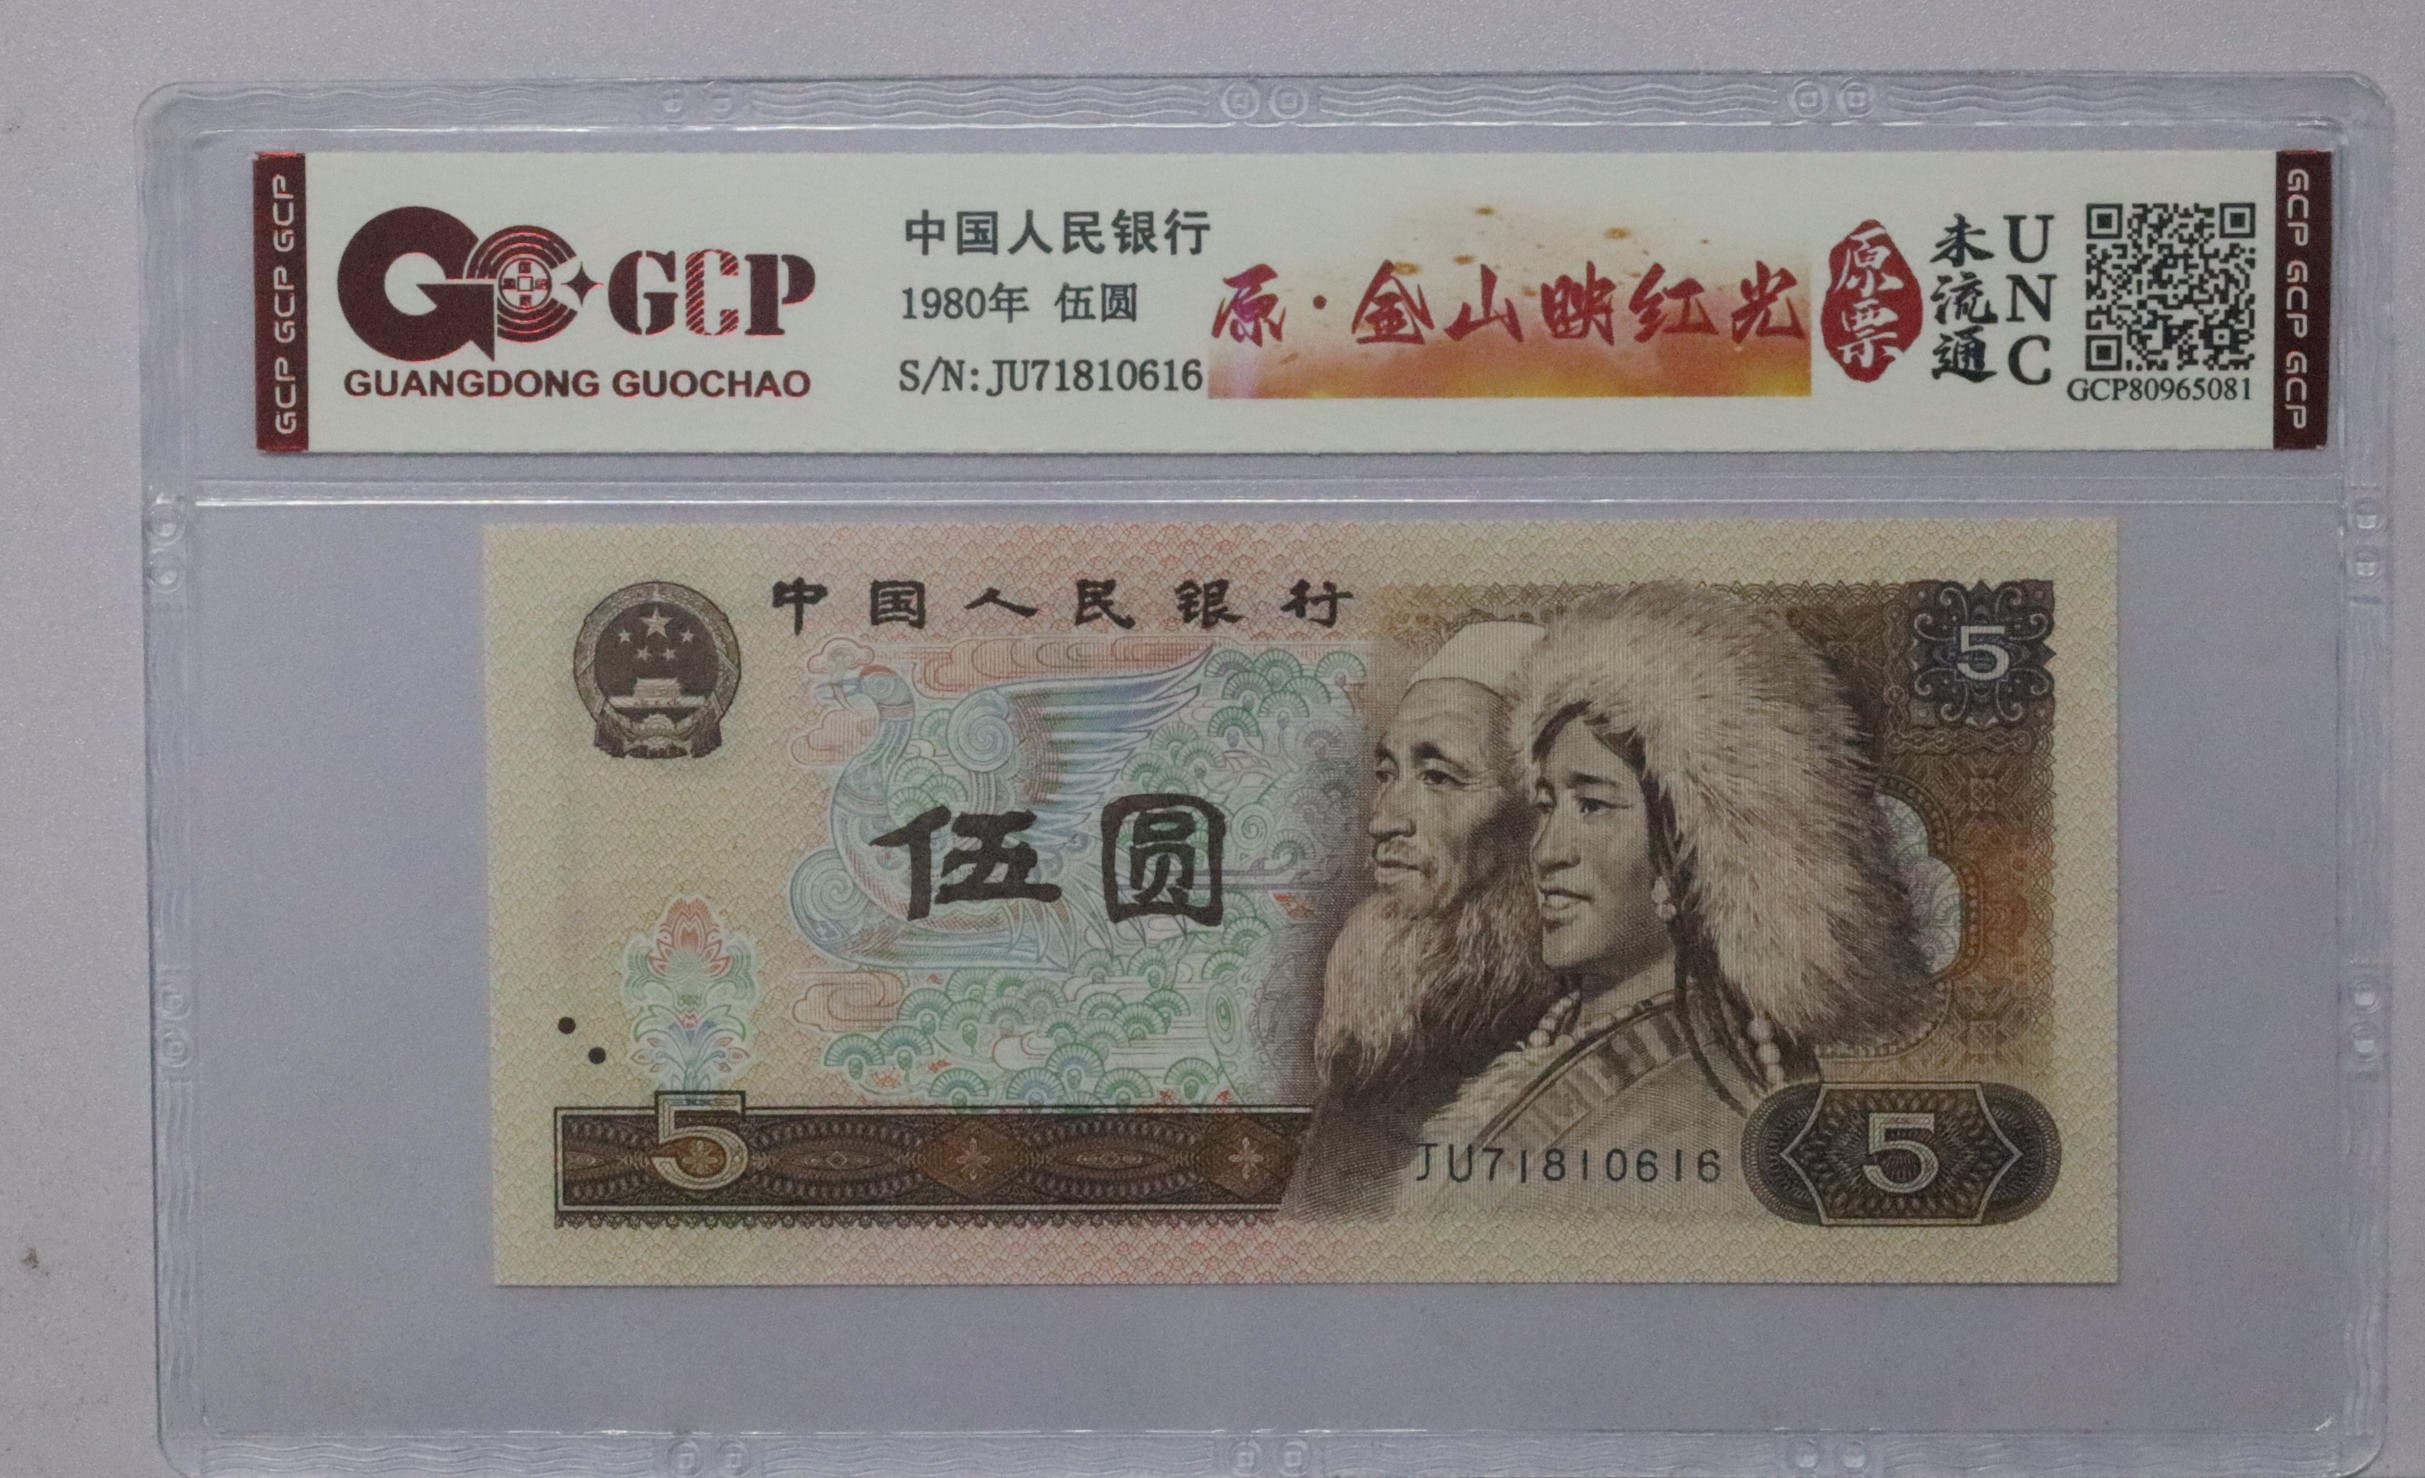 GCP GCP GCP
GCP
GUANGDONG GUOCHAO
中国人民银行
1980年 伍圆
S/N: JU71810616
原·金山映红光
原票
未流通
UNC
GCP80965081
GCP GCP GCP
中国人民银行
5
伍圆
5
JU71810616
5